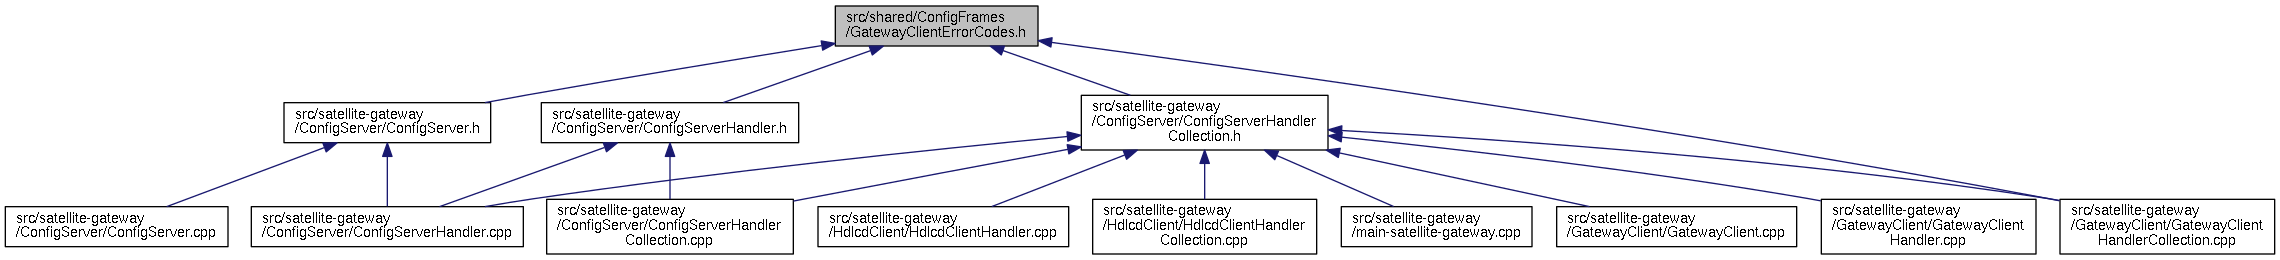 src/shared/ConfigFrames
/GatewayClientErrorCodes.h
src/satellite-gateway
/ConfigServer/ConfigServer.h
src/satellite-gateway
/ConfigServer/ConfigServerHandler.h
src/satellite-gateway
/ConfigServer/ConfigServerHandler
Collection.h
src/satellite-gateway
/ConfigServer/ConfigServer.cpp
src/satellite-gateway
/ConfigServer/ConfigServerHandler.cpp
src/satellite-gateway
/ConfigServer/ConfigServerHandler
Collection.cpp
src/satellite-gateway
/HdlcdClient/HdlcdClientHandler.cpp
src/satellite-gateway
/HdlcdClient/HdlcdClientHandler
Collection.cpp
src/satellite-gateway
/main-satellite-gateway.cpp
src/satellite-gateway
/GatewayClient/GatewayClient.cpp
src/satellite-gateway
/GatewayClient/GatewayClient
Handler.cpp
src/satellite-gateway
/GatewayClient/GatewayClient
HandlerCollection.cpp